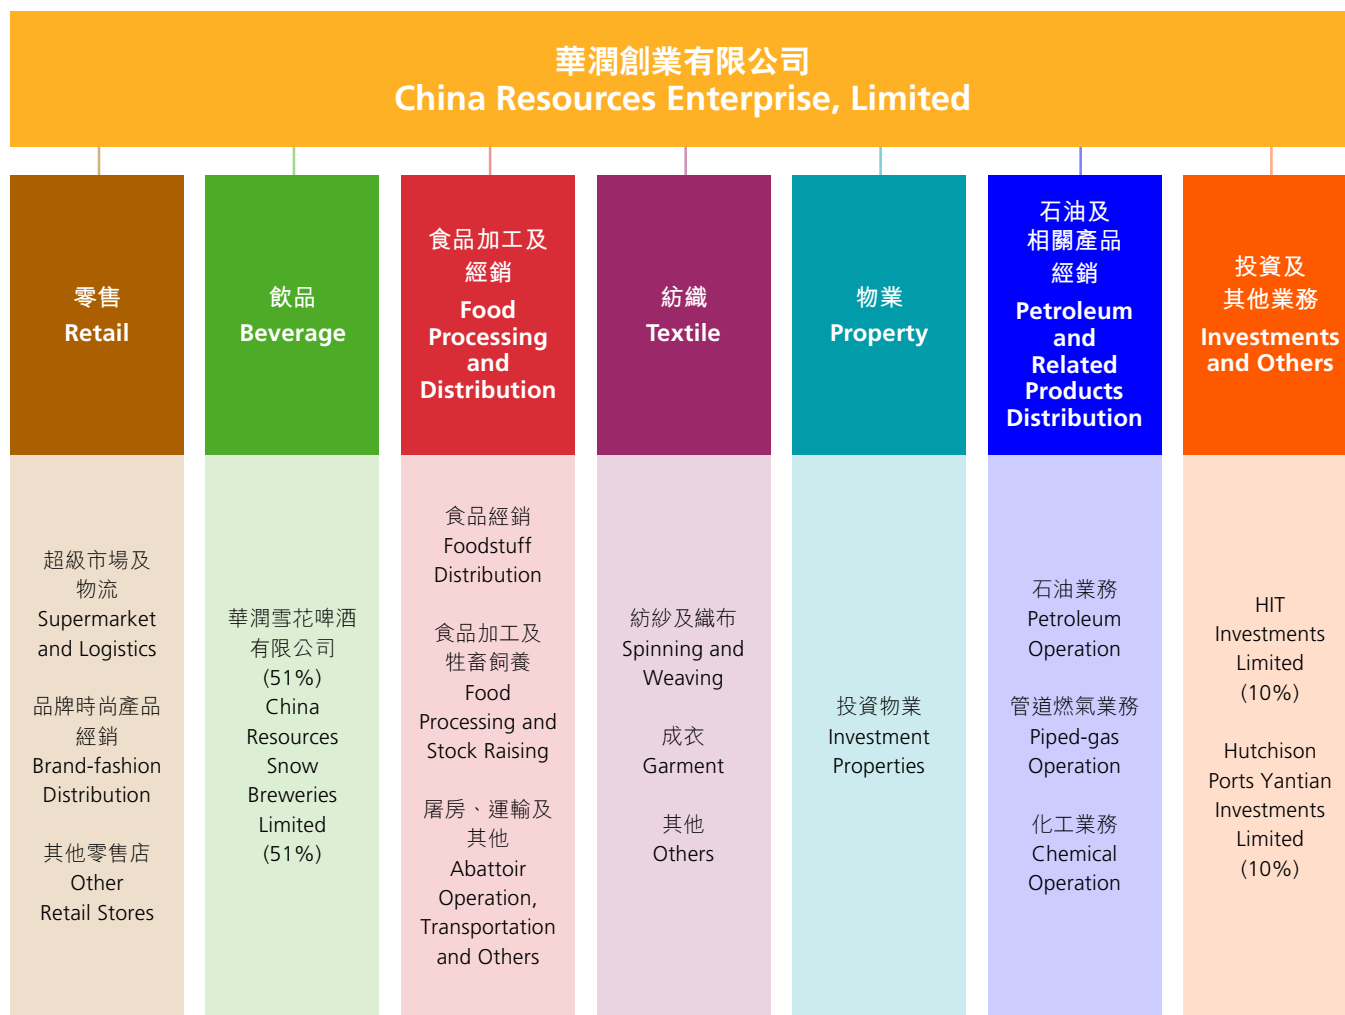 華潤創業有限公司
China Resources Enterprise, Limited
零售
Retail
超級市場及
物流
Supermarket
and Logistics
品牌時尚產品
經銷
Brand-fashion
Distribution
其他零售店
Other
Retail Stores
飲品
Beverage
華潤雪花啤酒
有限公司
(51%)
China
Resources
Snow
Breweries
Limited
(51%)
食品加工及
經銷
Food
Processing
and
Distribution
食品經銷
Foodstuff
Distribution
食品加工及
牲畜飼養
Food
Processing and
Stock Raising
屠房、運輸及
其他
Abattoir
Operation,
Transportation
and Others
紡織
Textile
紡紗及織布
Spinning and
Weaving
成衣
Garment
其他
Others
物業
Property
投資物業
Investment
Properties
石油及
相關產品
經銷
Petroleum
and
Related
Products
Distribution
石油業務
Petroleum
Operation
管道燃氣業務
Piped-gas
Operation
化工業務
Chemical
Operation
投資及
其他業務
Investments
and Others
HIT
Investments
Limited
(10%)
Hutchison
Ports Yantian
Investments
Limited
(10%)